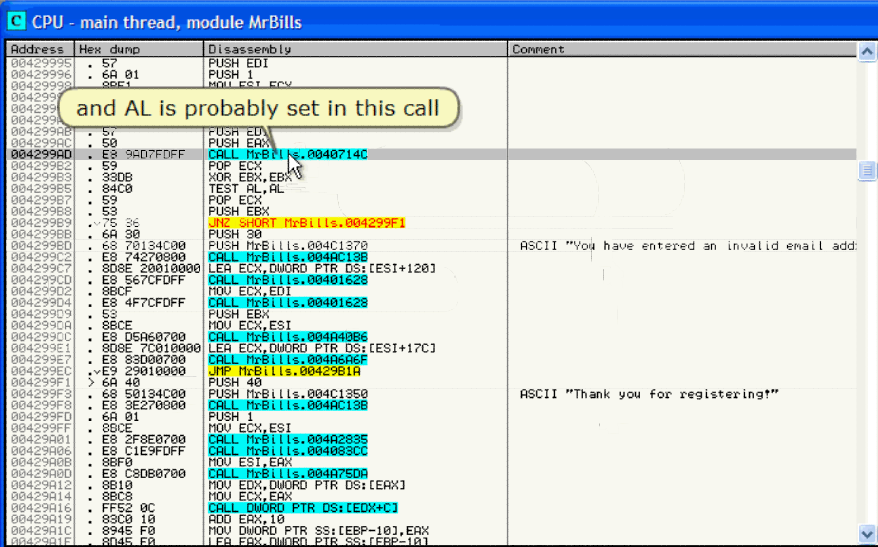 C CPU - main thread, module MrBills
Address Hex dump Disassembly Comment
00429995 . 57 PUSH EDI
00429996 . 6A 01 PUSH 1
00429998 . 8BF1 MOV ESI,ECX
and AL is probably set in this call
004299AB . 57 PUSH EDI
004299AC . 50 PUSH EAX
004299AD . E8 9AD7FDFF CALL MrBills.0040714C
004299B2 . 59 POP ECX
004299B3 . 33DB XOR EBX,EBX
004299B5 . 84C0 TEST AL,AL
004299B7 . 59 POP ECX
004299B8 . 53 PUSH EBX
004299B9 .v75 36 JNZ SHORT MrBills.004299F1
004299BB . 6A 30 PUSH 30
004299BD . 68 70134C00 PUSH MrBills.004C1370 ASCII "You have entered an invalid email add
004299C2 . E8 74270800 CALL MrBills.004AC13B
004299C7 . 8D8E 20010000 LEA ECX,DWORD PTR DS:[ESI+120]
004299CD . E8 567CFDFF CALL MrBills.00401628
004299D2 . 8BCF MOV ECX,EDI
004299D4 . E8 4F7CFDFF CALL MrBills.00401628
004299D9 . 53 PUSH EBX
004299DA . 8BCE MOV ECX,ESI
004299DC . E8 D5A60700 CALL MrBills.004A40B6
004299E1 . 8D8E 7C010000 LEA ECX,DWORD PTR DS:[ESI+17C]
004299E7 . E8 83D00700 CALL MrBills.004A6A6F
004299EC .vE9 29010000 JMP MrBills.00429B1A
004299F1 > 6A 40 PUSH 40
004299F3 . 68 50134C00 PUSH MrBills.004C1350 ASCII "Thank you for registering!"
004299F8 . E8 3E270800 CALL MrBills.004AC13B
004299FD . 6A 01 PUSH 1
004299FF . 8BCE MOV ECX,ESI
00429A01 . E8 2F8E0700 CALL MrBills.004A2835
00429A06 . E8 C1E9FDFF CALL MrBills.004083CC
00429A0B . 8BF0 MOV ESI,EAX
00429A0D . E8 C8DB0700 CALL MrBills.004A75DA
00429A12 . 8B10 MOV EDX,DWORD PTR DS:[EAX]
00429A14 . 8BC8 MOV ECX,EAX
00429A16 . FF52 0C CALL DWORD PTR DS:[EDX+C]
00429A19 . 83C0 10 ADD EAX,10
00429A1C . 8945 F0 MOV DWORD PTR SS:[EBP-10],EAX
00429A1F . 8D45 F0 LEA EAX,DWORD PTR SS:[EBP-10]